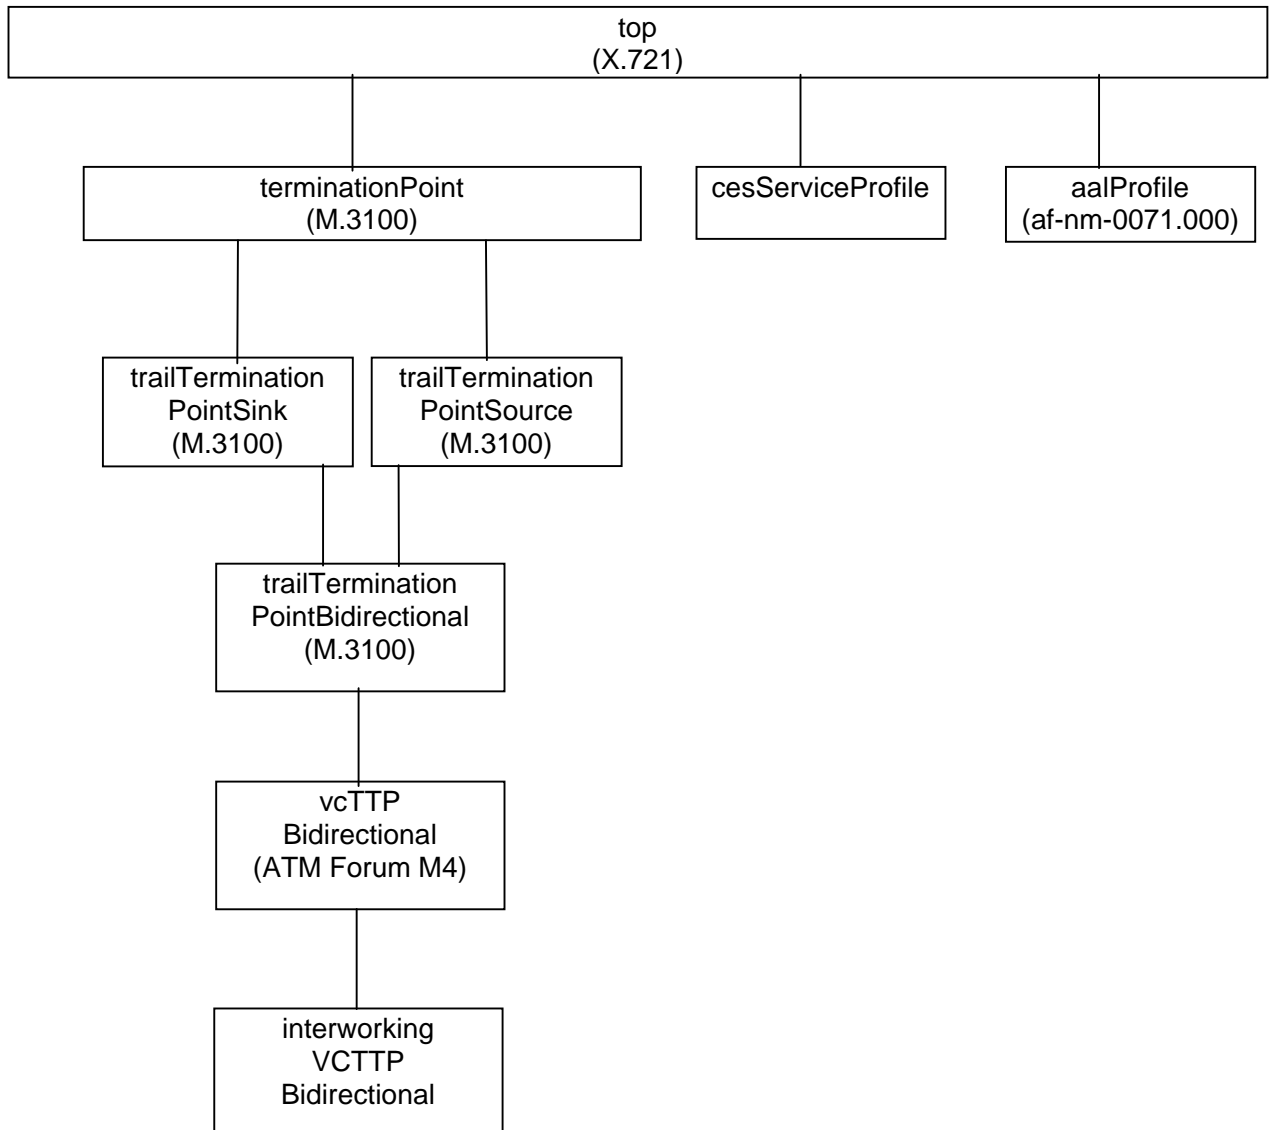 top
(X.721)
terminationPoint
(M.3100)
cesServiceProfile
aalProfile
(af-nm-0071.000)
trailTermination
PointSink
(M.3100)
trailTermination
PointSource
(M.3100)
trailTermination
PointBidirectional
(M.3100)
vcTTP
Bidirectional
(ATM Forum M4)
interworking
VCTTP
Bidirectional